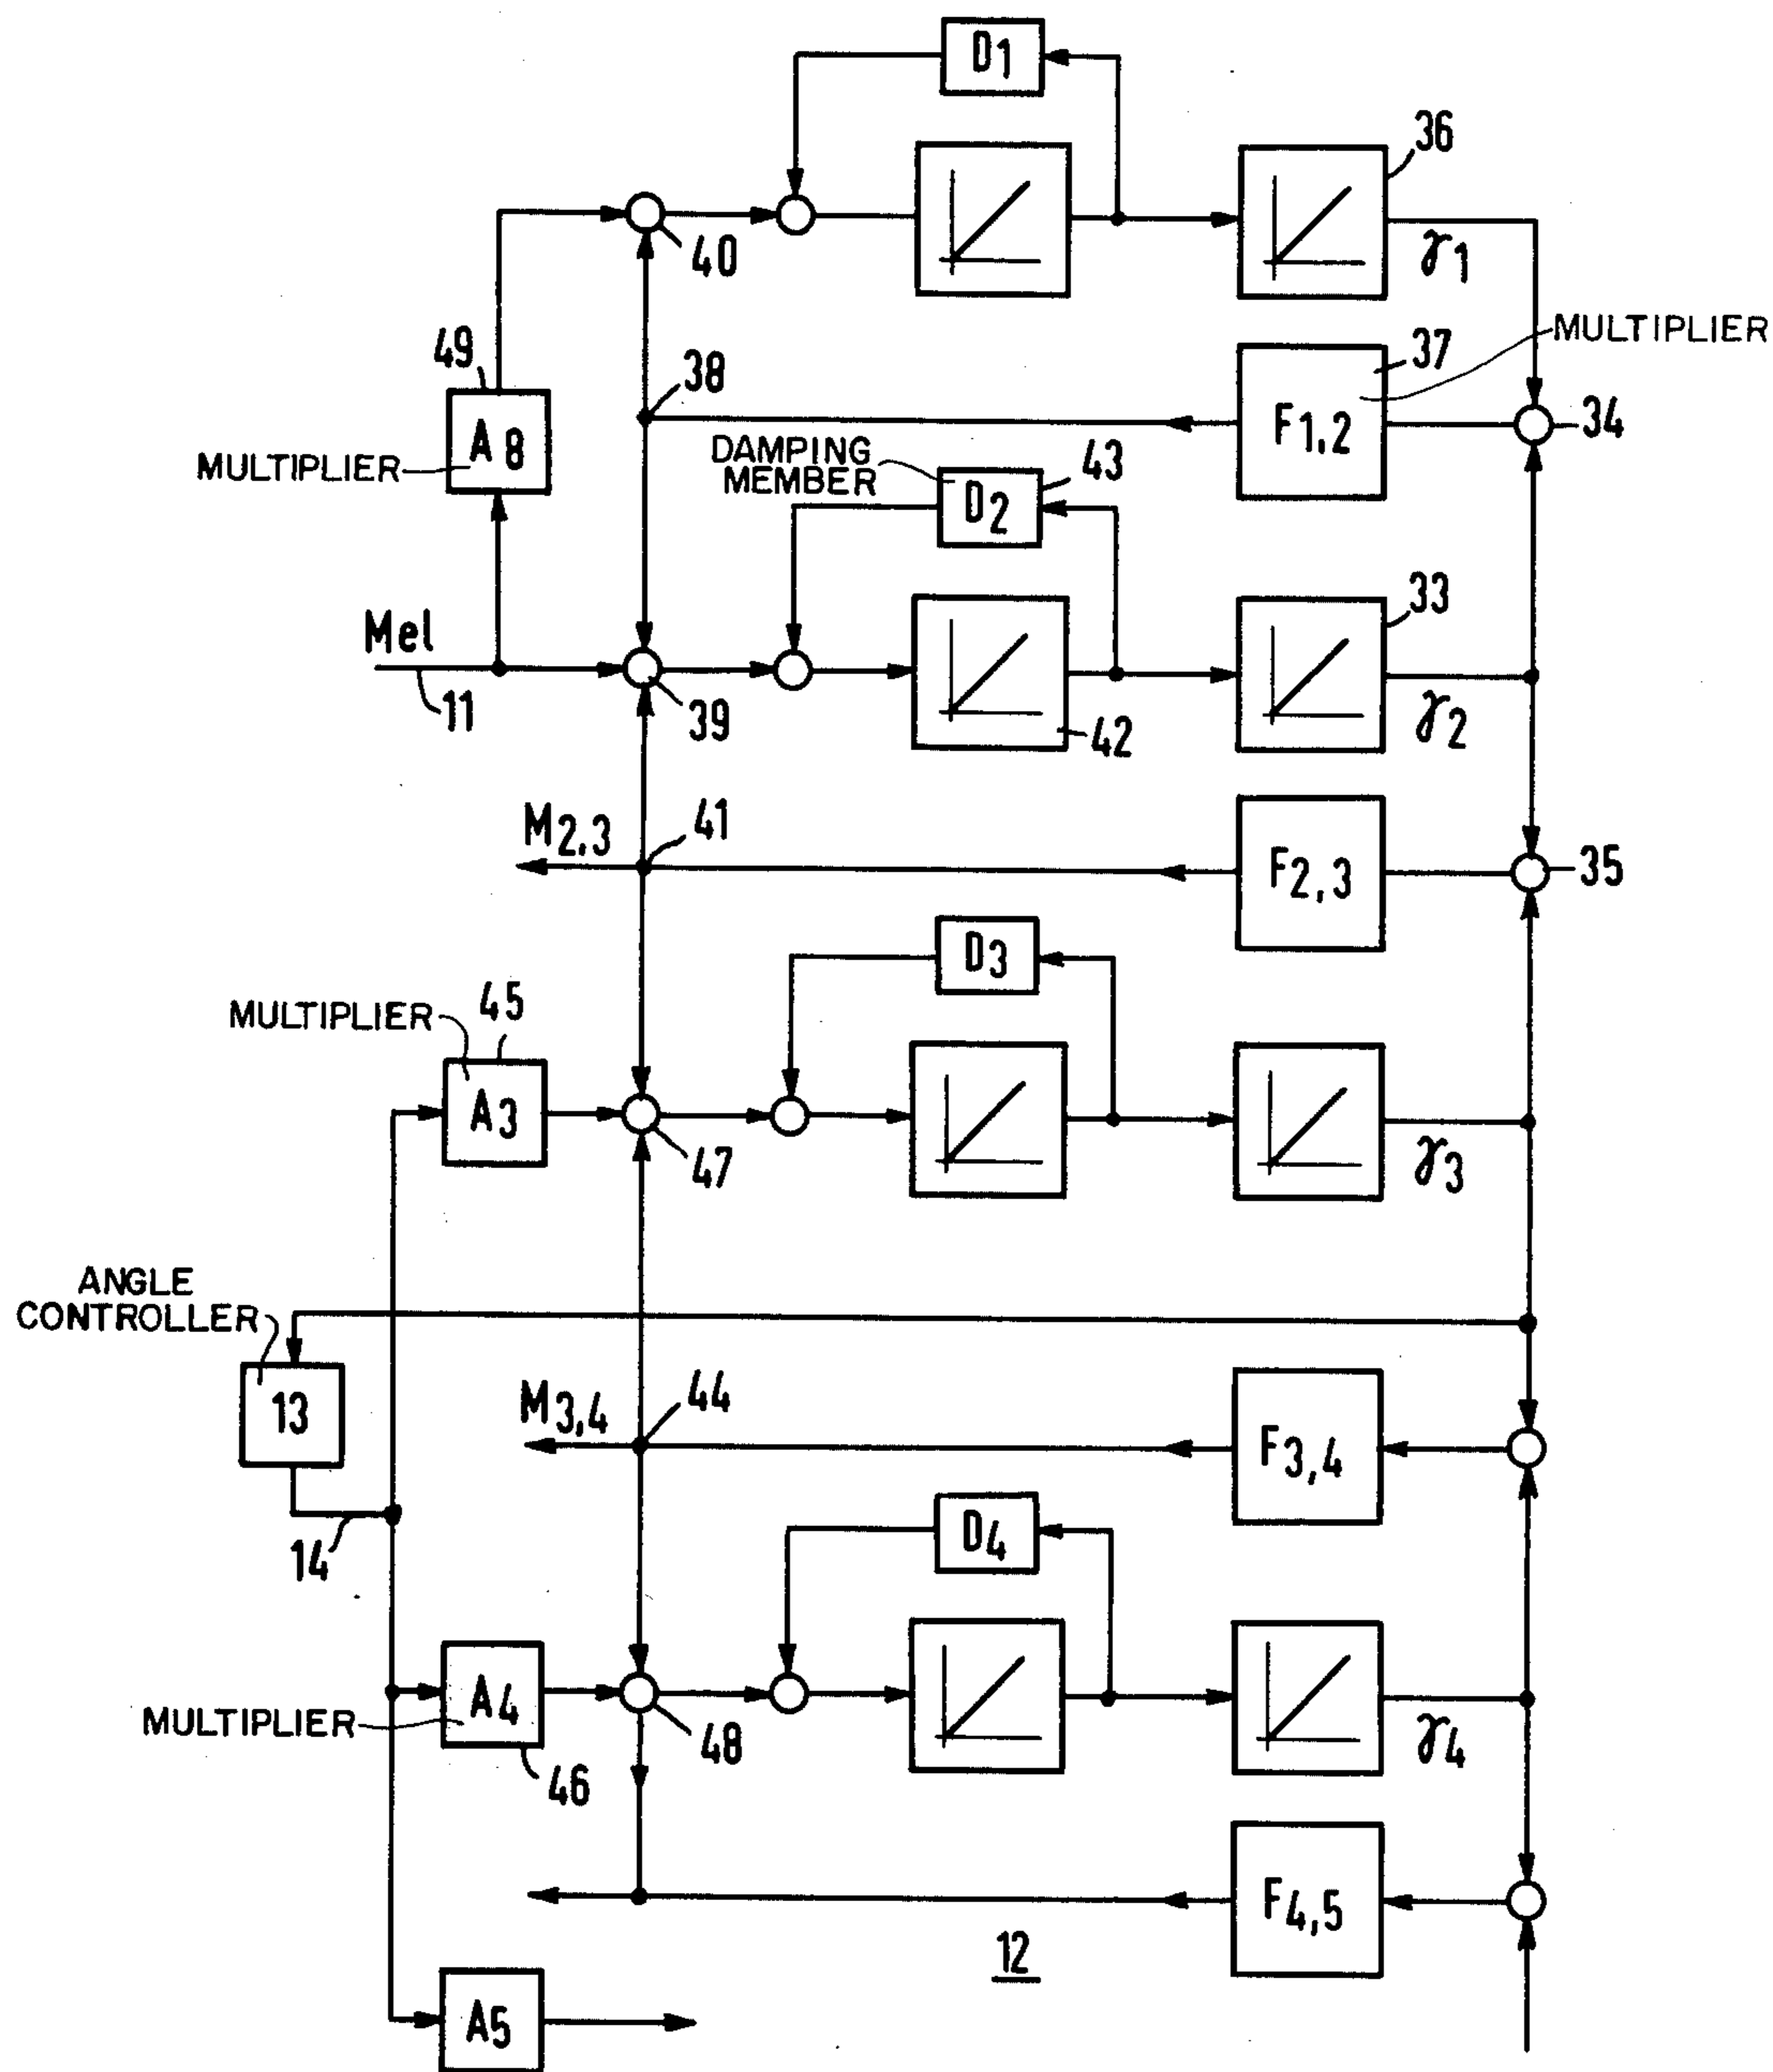 D1
36
40
γ1
MULTIPLIER
49
38
37
A8
F1,2
34
MULTIPLIER
DAMPING
MEMBER
43
D2
33
Mel
11
39
42
γ2
M2,3
41
F2,3
35
D3
MULTIPLIER
45
A3
47
γ3
ANGLE
CONTROLLER
13
M3,4
44
F3,4
14
D4
A4
MULTIPLIER
48
46
γ4
F4,5
12
A5